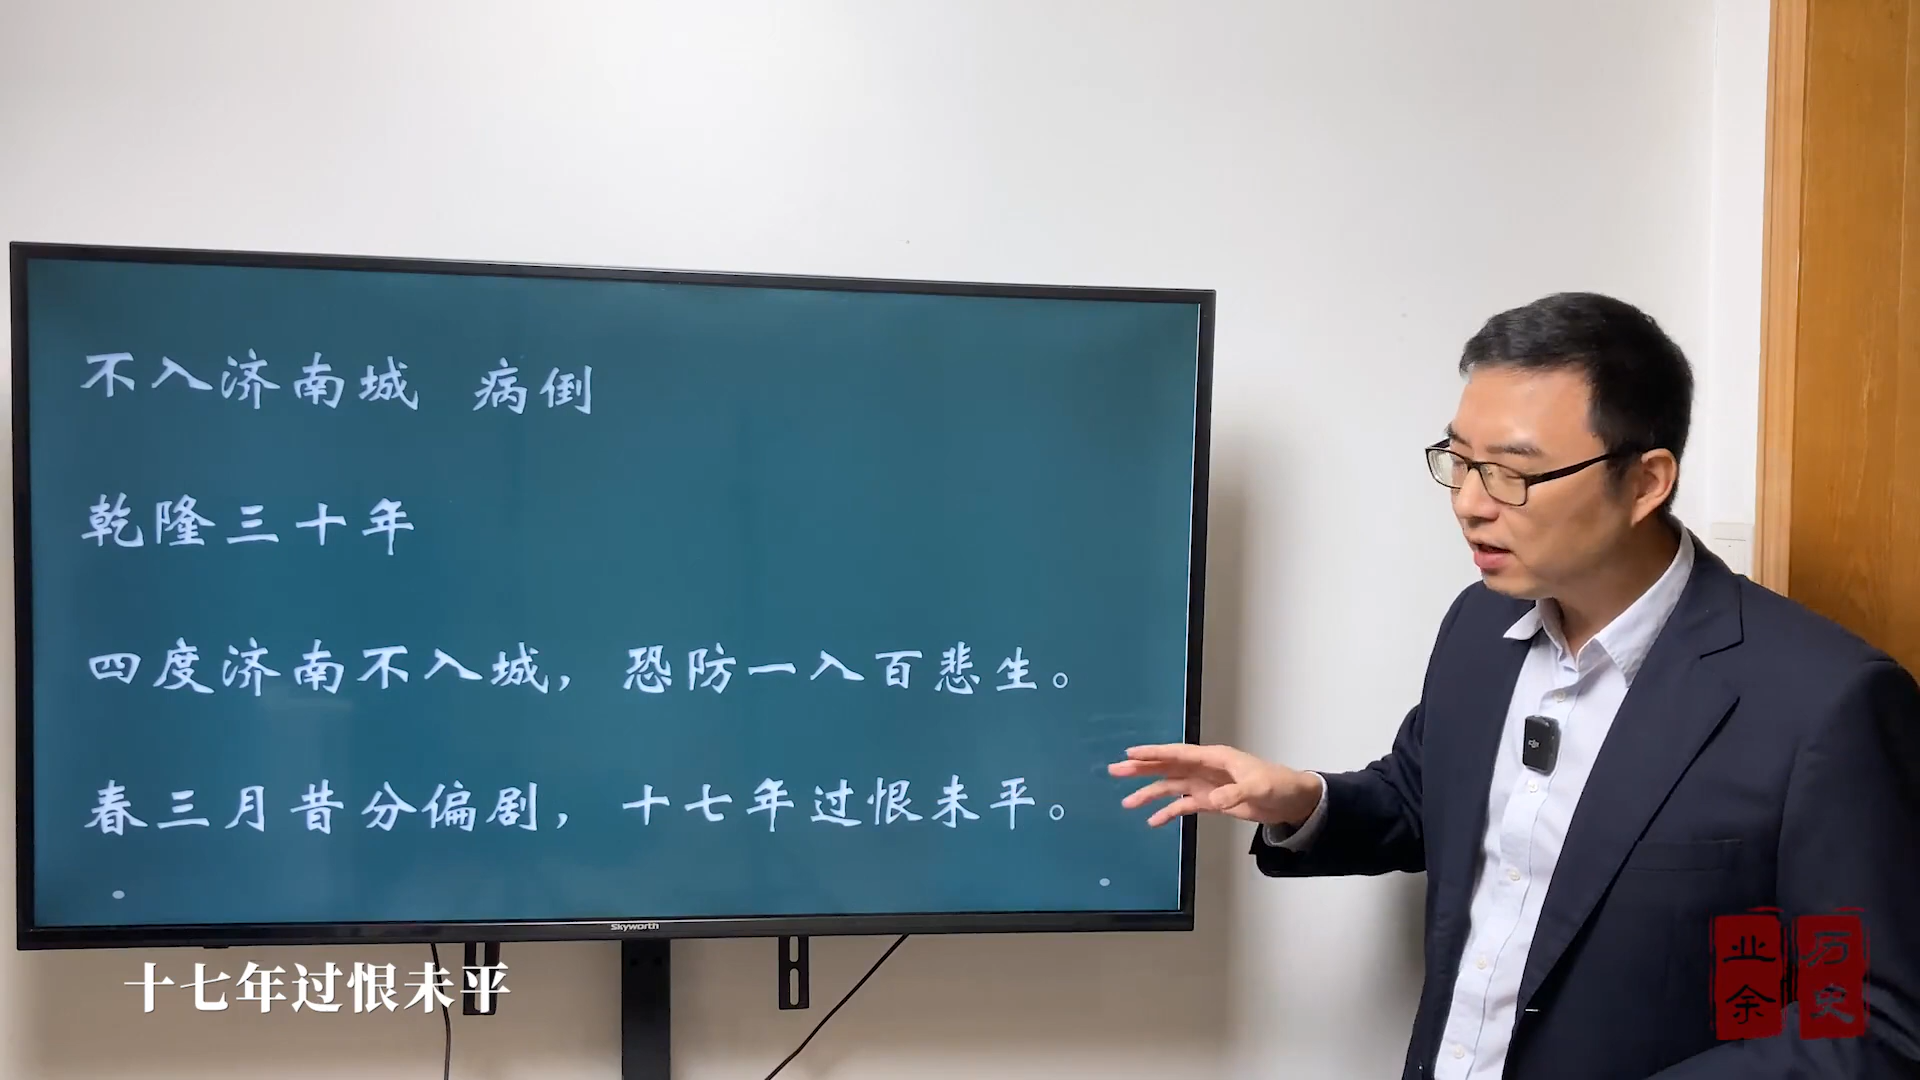 不入济南城 病倒
乾隆三十年
四度济南不入城，恐防一入百悲生。
春三月昔分偏剧，十七年过恨未平。
Skyworth
十七年过恨未平
业余
历史